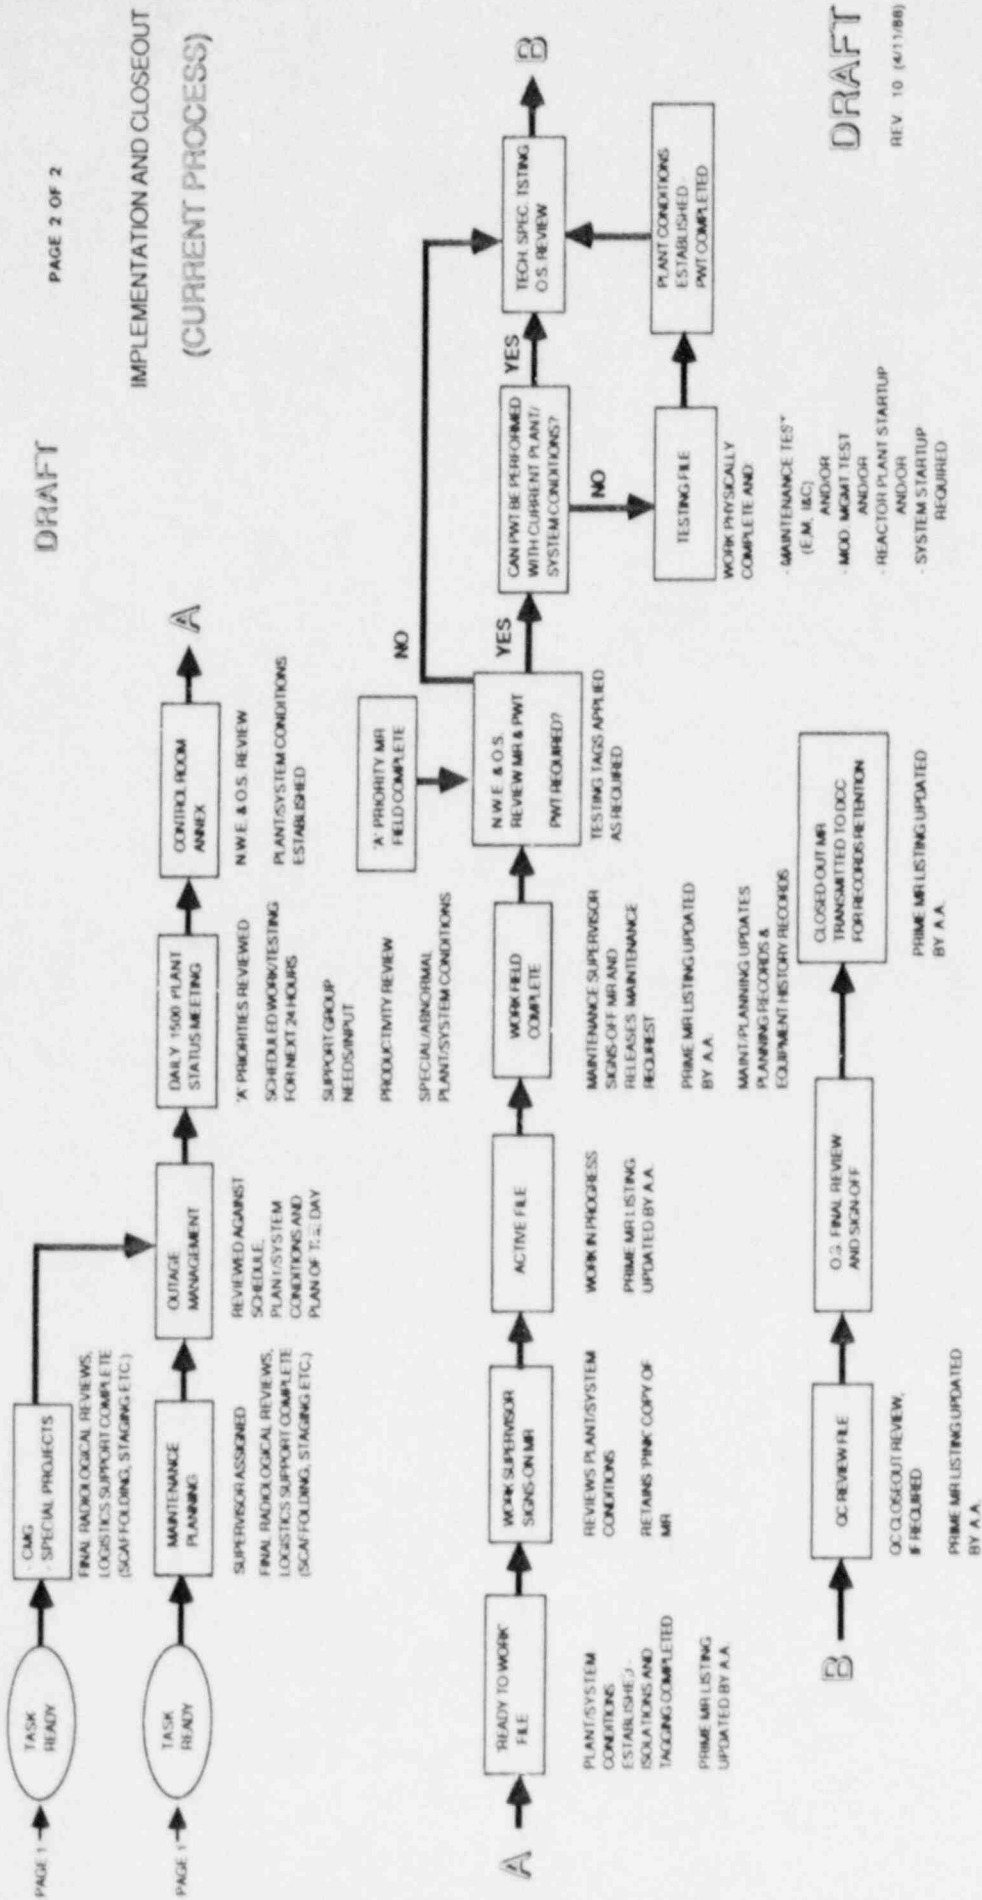 DRAFT
PAGE 2 OF 2
IMPLEMENTATION AND CLOSEOUT
(CURRENT PROCESS)
PAGE 1
TASK
READY
- CMG
- SPECIAL PROJECTS
FINAL RADIOLOGICAL REVIEWS,
LOGISTICS SUPPORT COMPLETE
(SCAFFOLDING, STAGING ETC.)
PAGE 1
TASK
READY
MAINTENANCE
PLANNING
SUPERVISOR ASSIGNED
FINAL RADIOLOGICAL REVIEWS,
LOGISTICS SUPPORT COMPLETE
(SCAFFOLDING, STAGING ETC.)
OUTAGE
MANAGEMENT
REVIEWED AGAINST
SCHEDULE,
PLANT/SYSTEM
CONDITIONS AND
PLAN OF THE DAY
DAILY 1500 PLANT
STATUS MEETING
'A' PRIORITIES REVIEWED
SCHEDULED WORK/TESTING
FOR NEXT 24 HOURS
SUPPORT GROUP
NEEDS/INPUT
PRODUCTIVITY REVIEW
SPECIAL/ABNORMAL
PLANT/SYSTEM CONDITIONS
CONTROL ROOM
ANNEX
N.W.E. & O.S. REVIEW
PLANT/SYSTEM CONDITIONS
ESTABLISHED
A
A
'READY TO WORK'
FILE
PLANT/SYSTEM
CONDITIONS
ESTABLISHED -
ISOLATIONS AND
TAGGING COMPLETED
PRIME MR LISTING
UPDATED BY A.A.
WORK SUPERVISOR
SIGNS-ON MR
REVIEWS PLANT/SYSTEM
CONDITIONS
RETAINS 'PINK' COPY OF
MR
ACTIVE FILE
WORK IN PROGRESS
PRIME MR LISTING
UPDATED BY A.A.
WORK FIELD
COMPLETE
MAINTENANCE SUPERVISOR
SIGNS-OFF MR AND
RELEASES MAINTENANCE
REQUREST
PRIME MR LISTING UPDATED
BY A.A.
MAINT/PLANNING UPDATES
PLANNING RECORDS &
EQUIPMENT HISTORY RECORDS
'A' PRIORITY MR
FIELD COMPLETE
N.W.E. & O.S.
REVIEW MR & PWT
PWT REQUIRED?
TESTING TAGS APPLIED
AS REQUIRED
NO
YES
CAN PWT BE PERFORMED
WITH CURRENT PLANT/
SYSTEM CONDITIONS?
YES
NO
TESTING FILE
WORK PHYSICALLY
COMPLETE AND:
- MAINTENANCE TEST
(E.M. I&C)
AND/OR
- MOD. MGMT TEST
AND/OR
- REACTOR PLANT STARTUP
AND/OR
- SYSTEM STARTUP
REQUIRED
PLANT CONDITIONS
ESTABLISHED -
PWT COMPLETED
TECH. SPEC. TSTING
O.S. REVIEW
B
B
QC REVIEW FILE
QC CLOSEOUT REVIEW,
IF REQUIRED
PRIME MR LISTING UPDATED
BY A.A.
O.S. FINAL REVIEW
AND SIGN-OFF
CLOSED-OUT MR
TRANSMITTED TO DCC
FOR RECORDS RETENTION
PRIME MR LISTING UPDATED
BY A.A.
DRAFT
REV. 10 (4/11/88)